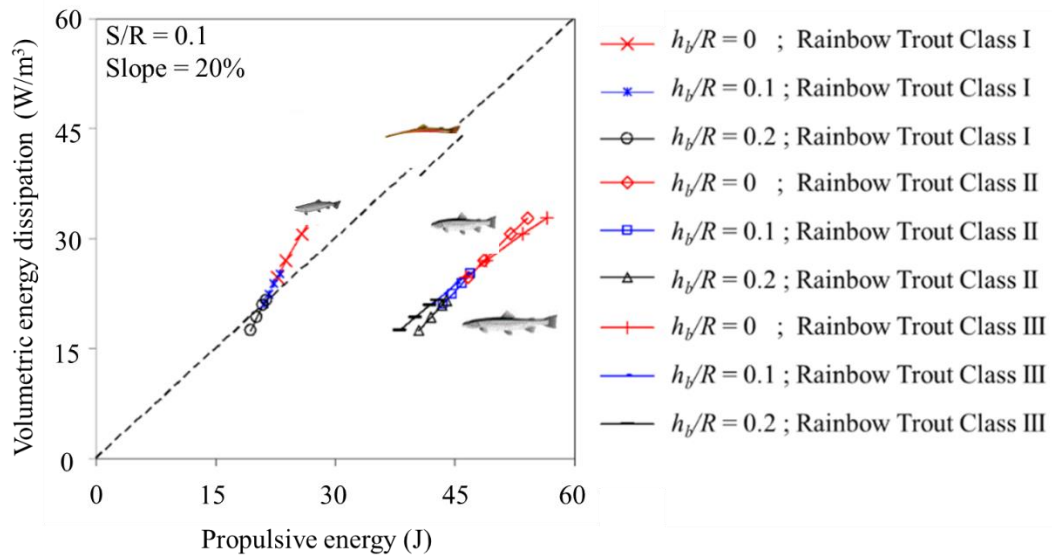 S/R = 0.1
Slope = 20%
Volumetric energy dissipation (W/m³)
60
45
30
15
0
0 15 30 45 60
Propulsive energy (J)
h_b/R = 0 ; Rainbow Trout Class I
h_b/R = 0.1 ; Rainbow Trout Class I
h_b/R = 0.2 ; Rainbow Trout Class I
h_b/R = 0 ; Rainbow Trout Class II
h_b/R = 0.1 ; Rainbow Trout Class II
h_b/R = 0.2 ; Rainbow Trout Class II
h_b/R = 0 ; Rainbow Trout Class III
h_b/R = 0.1 ; Rainbow Trout Class III
h_b/R = 0.2 ; Rainbow Trout Class III